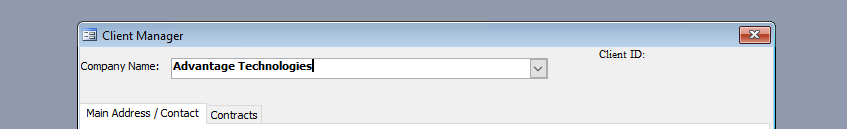 Client Manager
Client ID:
Company Name: Advantage Technologies
Main Address / Contact Contracts